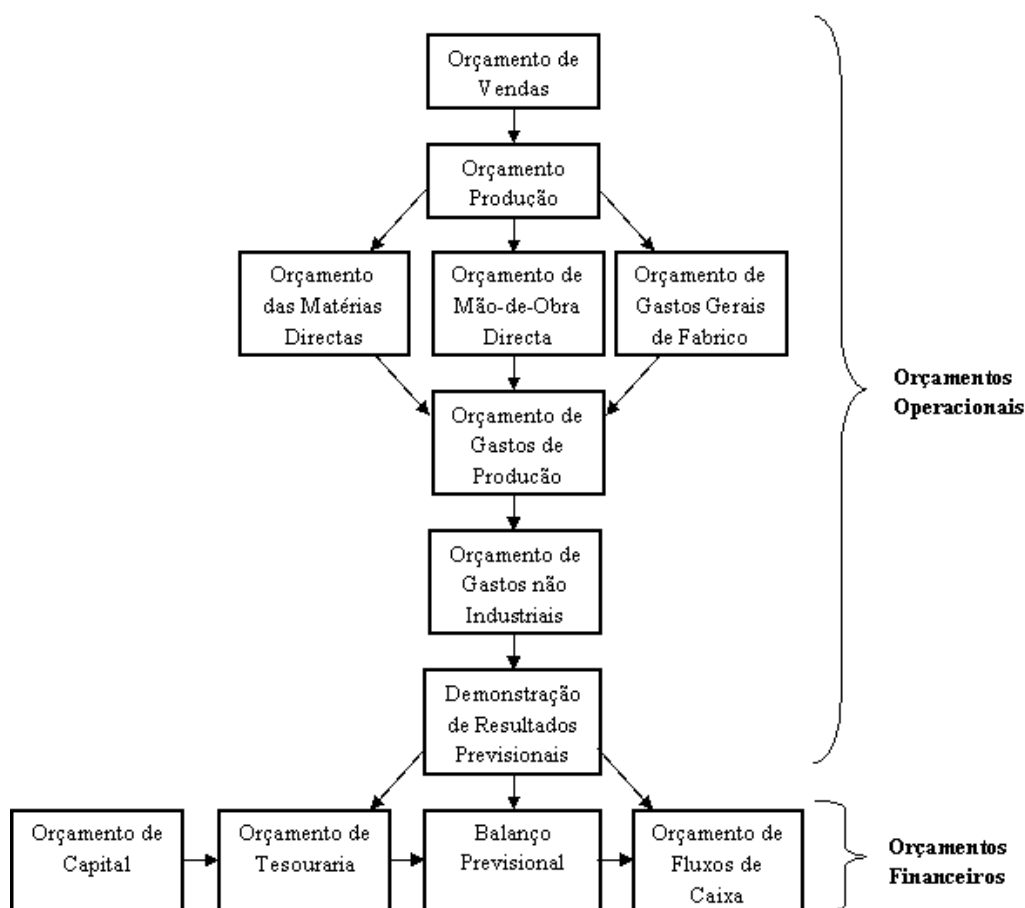 Orçamento de
Vendas
Orçamento
Produção
Orçamento
das Matérias
Directas
Orçamento de
Mão-de-Obra
Directa
Orçamento de
Gastos Gerais
de Fabrico
Orçamentos
Operacionais
Orçamento de
Gastos de
Producão
Orçamento de
Gastos não
Industriais
Demonstração
de Resultados
Previsionais
Orçamento de
Capital
Orçamento de
Tesouraria
Balanço
Previsional
Orçamento de
Fluxos de
Caixa
Orçamentos
Financeiros